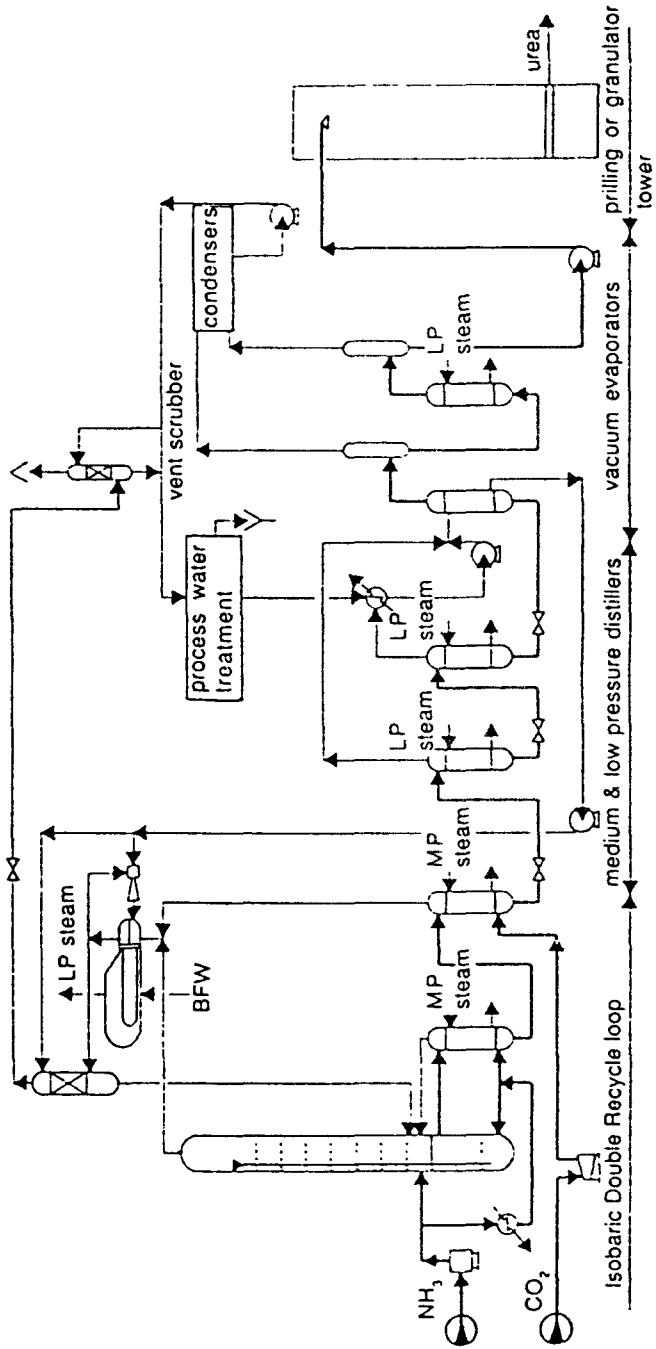 NH₃
CO₂
Isobaric Double Recycle loop
BFW
LP steam
MP
steam
MP
steam
medium & low pressure distillers
LP
steam
LP
steam
process water
treatment
vent scrubber
vacuum evaporators
LP
steam
condensers
prilling or granulator
tower
urea